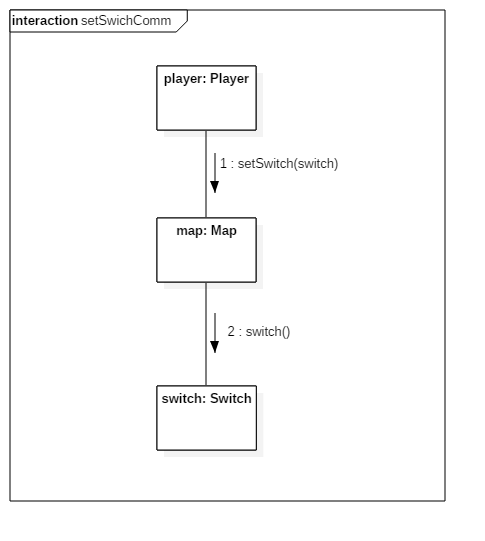 interaction setSwichComm
player: Player
1 : setSwitch(switch)
map: Map
2 : switch()
switch: Switch